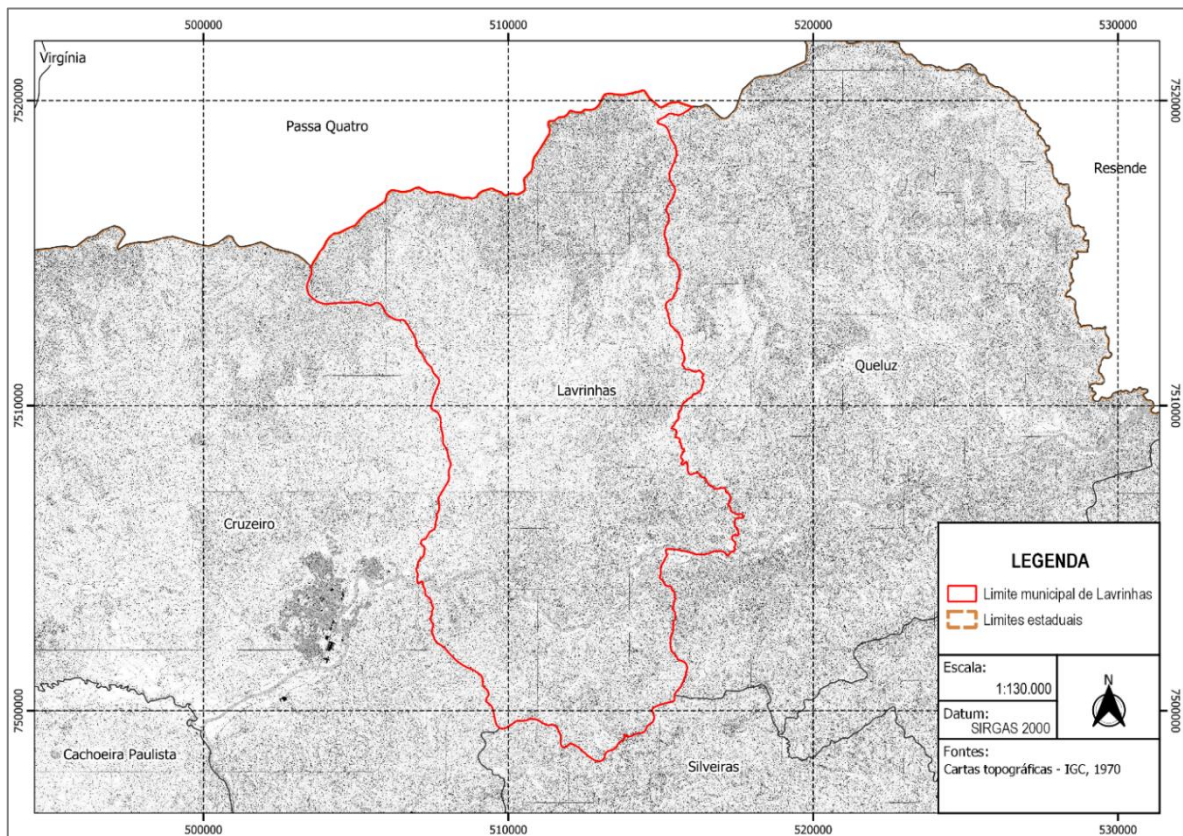 500000
510000
520000
530000
Virgínia
7520000
7520000
Passa Quatro
Resende
Lavrinhas
Queluz
7510000
7510000
Cruzeiro
LEGENDA
Limite municipal de Lavrinhas
Limites estaduais
Escala:
1:130.000
N
Datum:
SIRGAS 2000
7500000
7500000
Fontes:
Cartas topográficas - IGC, 1970
Cachoeira Paulista
Silveiras
500000
510000
520000
530000